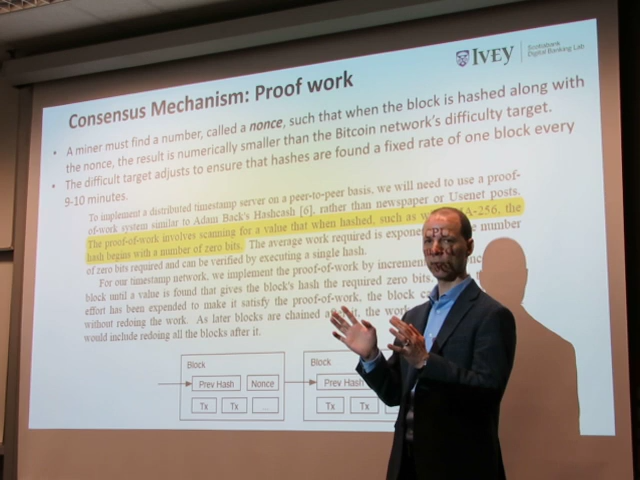 IVEY
Scotiabank
Digital Banking Lab
Consensus Mechanism: Proof work
• A miner must find a number, called a nonce, such that when the block is hashed along with
the nonce, the result is numerically smaller than the Bitcoin network's difficulty target.
• The difficult target adjusts to ensure that hashes are found a fixed rate of one block every
9-10 minutes.
To implement a distributed timestamp server on a peer-to-peer basis, we will need to use a proof-
of-work system similar to Adam Back's Hashcash [6], rather than newspaper or Usenet posts.
The proof-of-work involves scanning for a value that when hashed, such as A-256, the
hash begins with a number of zero bits. The average work required is number
of zero bits required and can be verified by executing a single hash.
For our timestamp network, we implement the proof-of-work by
block until a value is found that gives the block's hash the required zero bits.
effort has been expended to make it satisfy the proof-of-work, the block
without redoing the work. As later blocks are chained the
would include redoing all the blocks after it.
Block
Block
Prev Hash
Nonce
Prev Hash
Tx
Tx
...
Tx
Tx